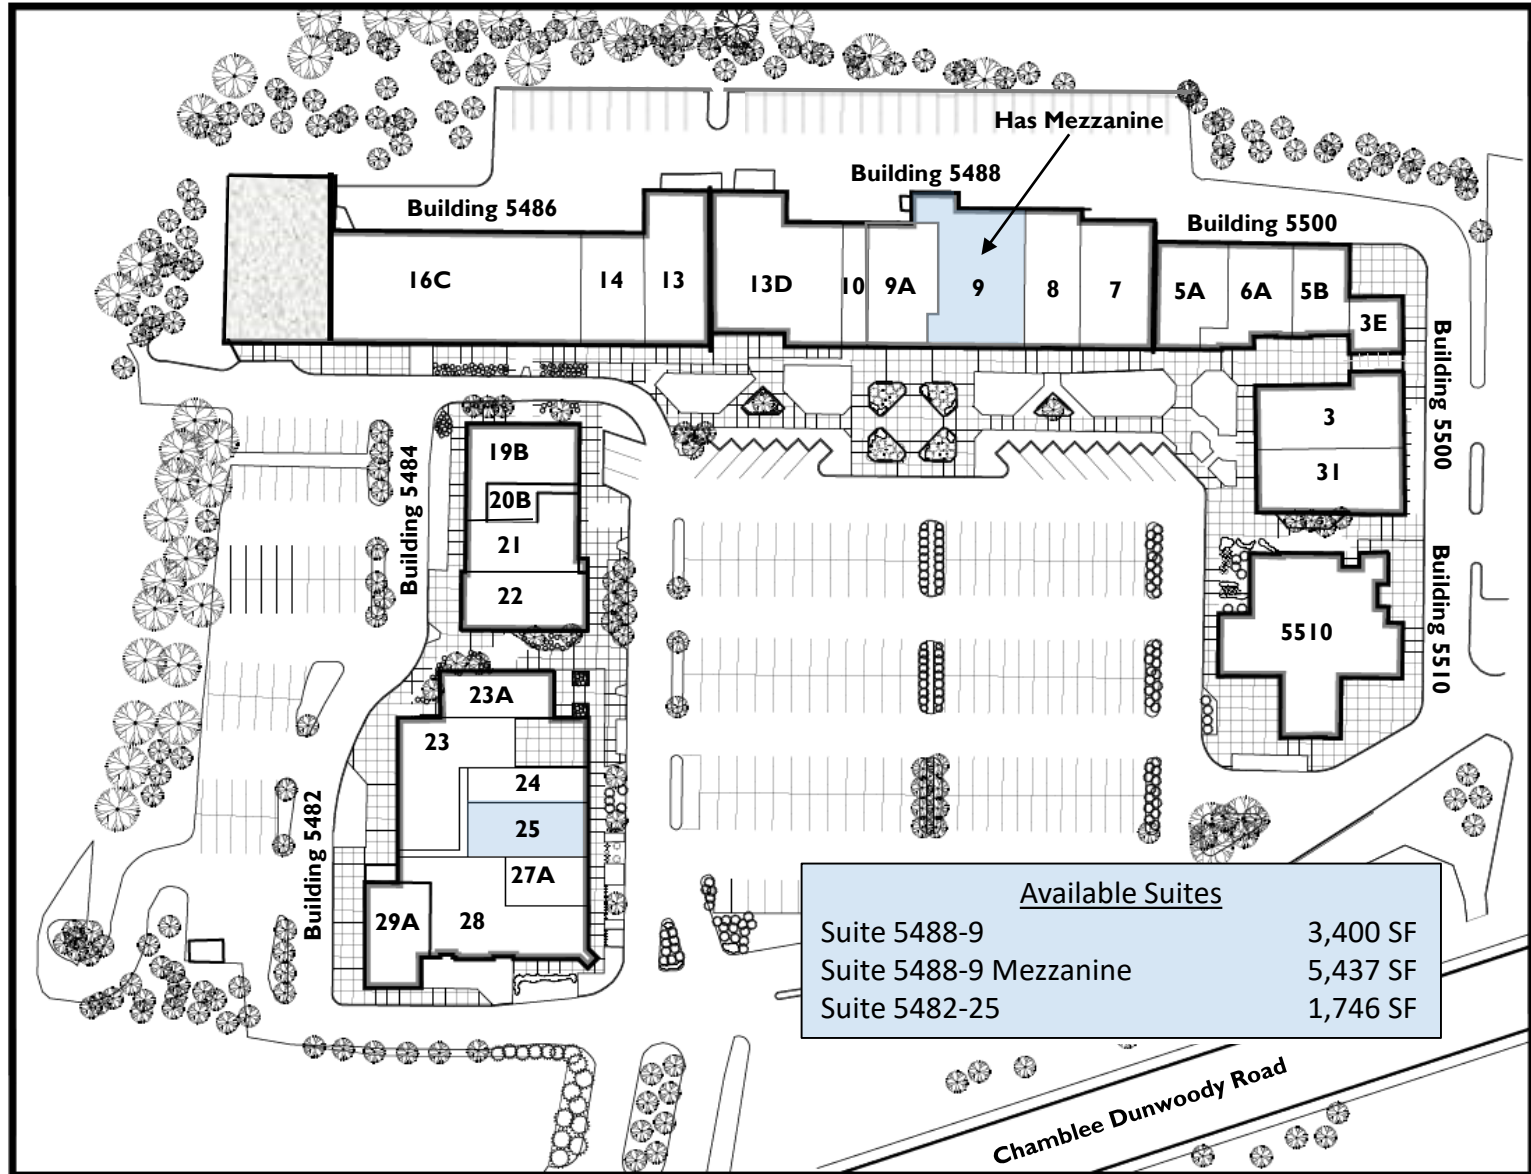 Has Mezzanine
Building 5488
Building 5486
Building 5500
16C
14
13
13D
10
9A
9
8
7
5A
6A
5B
3E
Building 5500
3
31
Building 5484
19B
20B
21
22
Building 5510
5510
23A
23
24
25
27A
28
29A
Building 5482
Available Suites
Suite 5488-9 3,400 SF
Suite 5488-9 Mezzanine 5,437 SF
Suite 5482-25 1,746 SF
Chamblee Dunwoody Road